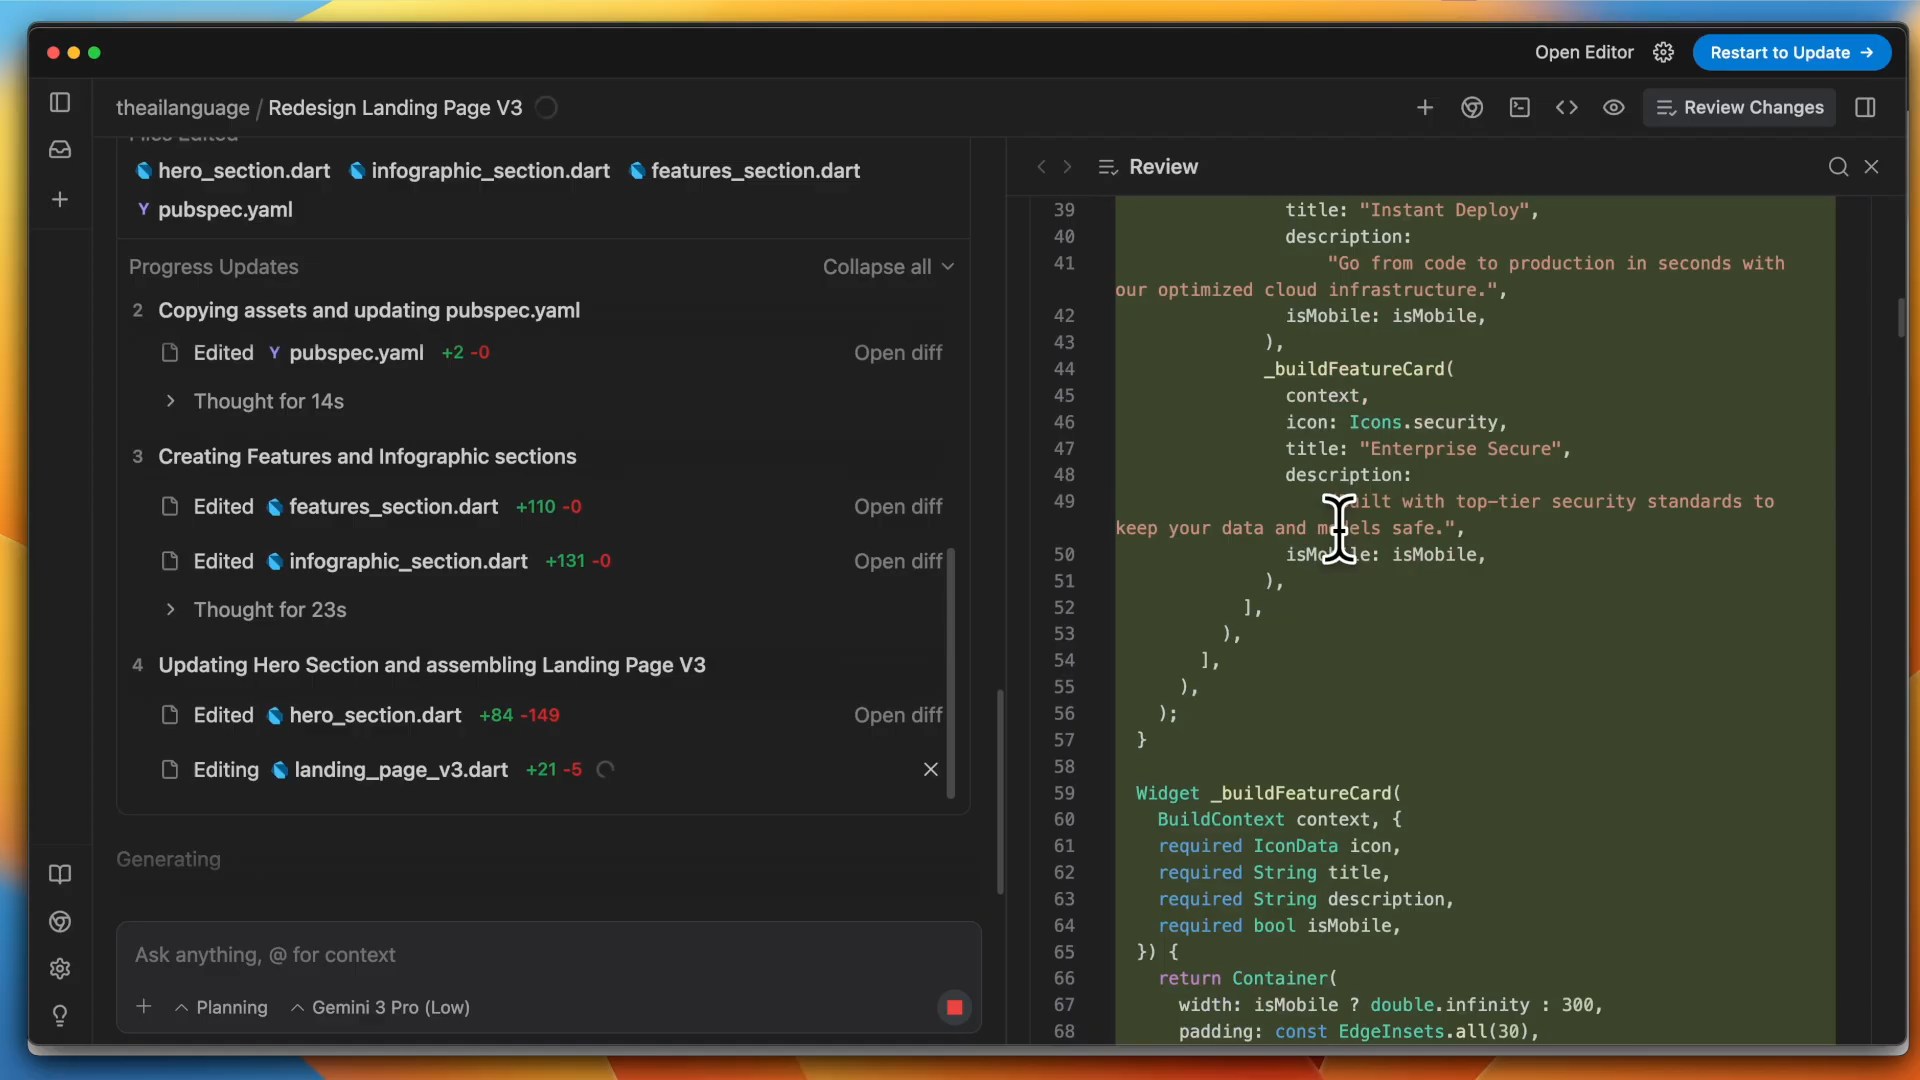 Open Editor
Restart to Update →
theailanguage / Redesign Landing Page V3
Review Changes
Files Edited
hero_section.dart infographic_section.dart features_section.dart
Y pubspec.yaml
Progress Updates
Collapse all
2 Copying assets and updating pubspec.yaml
Edited Y pubspec.yaml +2 -0 Open diff
Thought for 14s
3 Creating Features and Infographic sections
Edited features_section.dart +110 -0 Open diff
Edited infographic_section.dart +131 -0 Open diff
Thought for 23s
4 Updating Hero Section and assembling Landing Page V3
Edited hero_section.dart +84 -149 Open diff
Editing landing_page_v3.dart +21 -5
Generating
Ask anything, @ for context
Planning
Gemini 3 Pro (Low)
Review
39 title: "Instant Deploy",
40 description:
41 "Go from code to production in seconds with
our optimized cloud infrastructure.",
42 isMobile: isMobile,
43 ),
44 _buildFeatureCard(
45 context,
46 icon: Icons.security,
47 title: "Enterprise Secure",
48 description:
49 with top-tier security standards to
keep your data and safe.",
50 isMobile,
51 ),
52 ],
53 ),
54 ],
55 ),
56 );
57 }
58
59 Widget _buildFeatureCard(
60 BuildContext context, {
61 required IconData icon,
62 required String title,
63 required String description,
64 required bool isMobile,
65 }) {
66 return Container(
67 width: isMobile ? double.infinity : 300,
68 padding: const EdgeInsets.all(30),